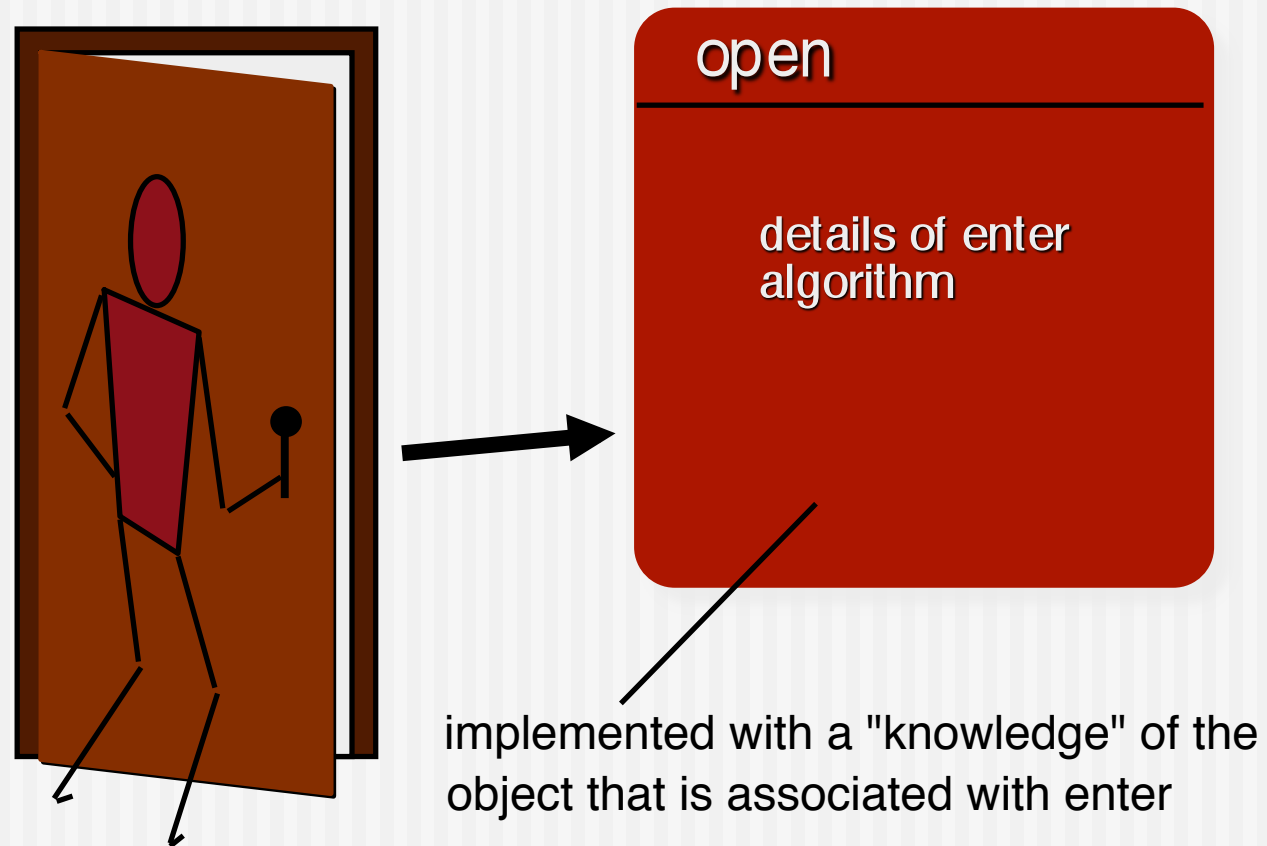 open
details of enter
algorithm
implemented with a "knowledge" of the
object that is associated with enter